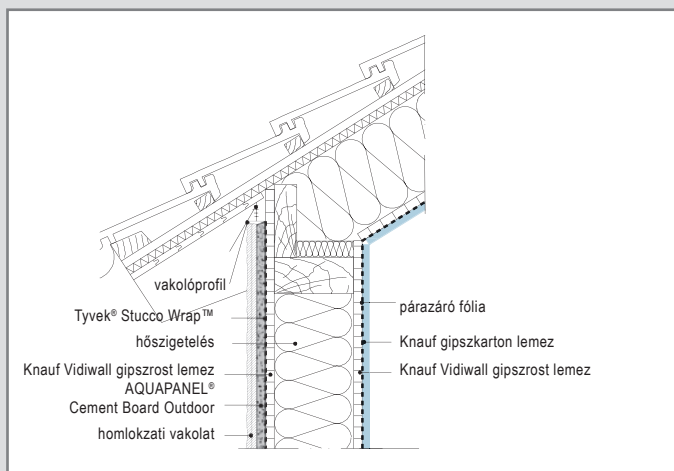 vakolóprofil
Tyvek® Stucco Wrap™
hőszigetelés
Knauf Vidiwall gipszrost lemez
AQUAPANEL®
Cement Board Outdoor
homlokzati vakolat
párazáró fólia
Knauf gipszkarton lemez
Knauf Vidiwall gipszrost lemez